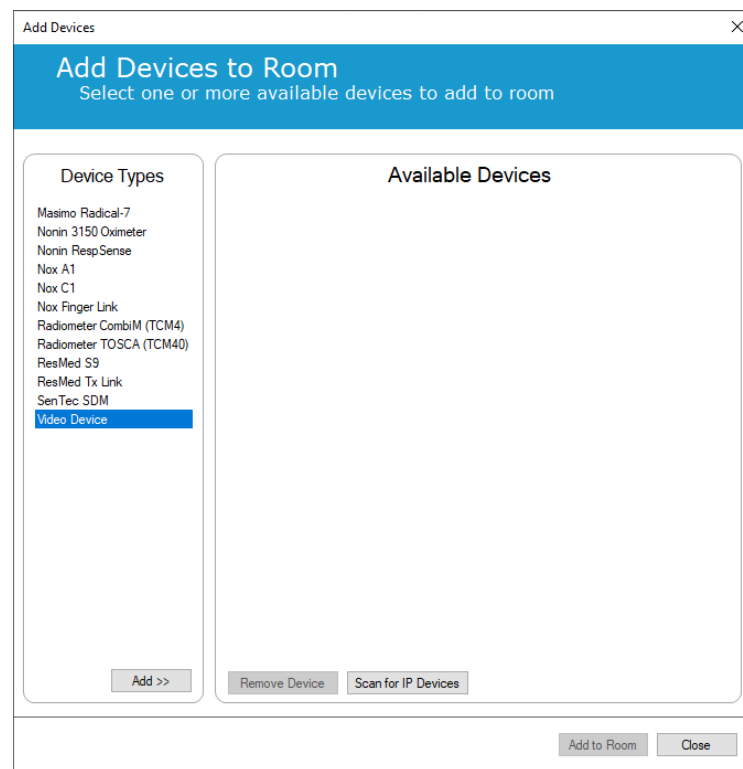 Add Devices
Add Devices to Room
Select one or more available devices to add to room
Device Types
Masimo Radical-7
Nonin 3150 Oximeter
Nonin RespSense
Nox A1
Nox C1
Nox Finger Link
Radiometer CombiM (TCM4)
Radiometer TOSCA (TCM40)
ResMed S9
ResMed Tx Link
SenTec SDM
Video Device
Add >>
Available Devices
Remove Device
Scan for IP Devices
Add to Room
Close